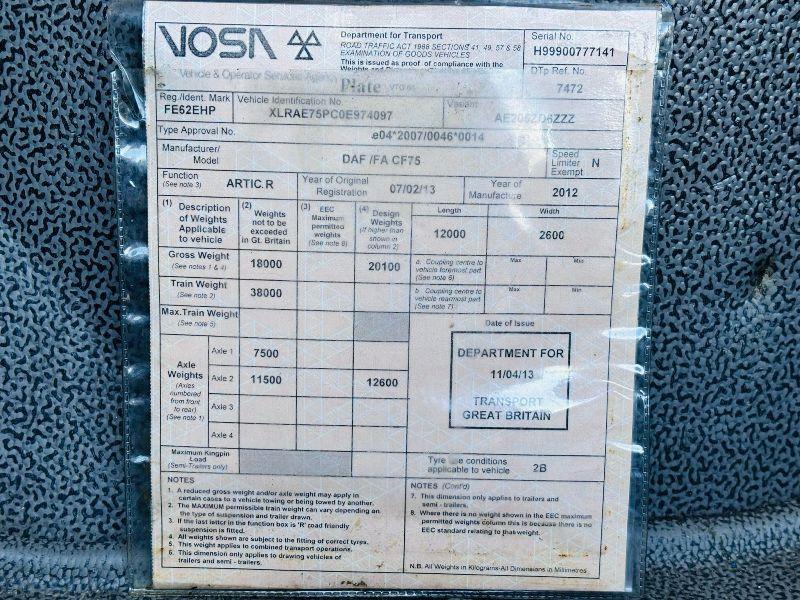 VOSA
Department for Transport
ROAD TRAFFIC ACT 1988 SECTIONS 41, 49, 57 & 58
EXAMINATION OF GOODS VEHICLES
This is issued as proof of compliance with the
Weights and
Serial No.
H99900777141
Vehicle & Operator Services Agency
Plate
DTp Ref. No.
7472
Reg./Ident. Mark
FE62EHP
Vehicle Identification No.
XLRAE75PC0E974097
Variant
Type Approval No.
e04*2007/0046*0014
Manufacturer/
Model
DAF /FA CF75
Speed
Limiter
Exempt
N
Function
(See note 3)
ARTIC.R
Year of Original
Registration
07/02/13
Year of
Manufacture
2012
(1) Description
of Weights
Applicable
to vehicle
(2) Weights
not to be
exceeded
in Gt. Britain
(3) EEC
Maximum
permitted
weights
(See note 8)
(4) Design
Weights
(if higher than
shown in
column 2)
Length
Width
12000
2600
Gross Weight
(See notes 1 & 4)
18000
20100
a. Coupling centre to
vehicle foremost part
(See note 6)
Max
Min
Train Weight
(See note 2)
38000
b. Coupling centre to
vehicle rearmost part
(See note 7)
Max
Min
Max.Train Weight
(See note 5)
Date of Issue
Axle
Weights
(Axles
numbered
from front
to rear)
(See note 1)
Axle 1
7500
Axle 2
11500
12600
Axle 3
Axle 4
DEPARTMENT FOR
11/04/13
TRANSPORT
GREAT BRITAIN
Maximum Kingpin
Load
(Semi-Trailers only)
Tyre use conditions
applicable to vehicle
2B
NOTES
1. A reduced gross weight and/or axle weight may apply in
certain cases to a vehicle towing or being towed by another.
2. The MAXIMUM permissible train weight can vary depending on
the type of suspension and trailer drawn.
3. If the last letter in the function box is 'R' road friendly
suspension is fitted.
4. All weights shown are subject to the fitting of correct tyres.
5. This weight applies to combined transport operations.
6. This dimension only applies to drawing vehicles of
trailers and semi - trailers.
NOTES (Cont'd)
7. This dimension only applies to trailers and
semi - trailers.
8. Where there is no weight shown in the EEC maximum
permitted weights column this is because there is no
EEC standard relating to that weight.
N.B. All Weights in Kilograms-All Dimensions in Millimetres